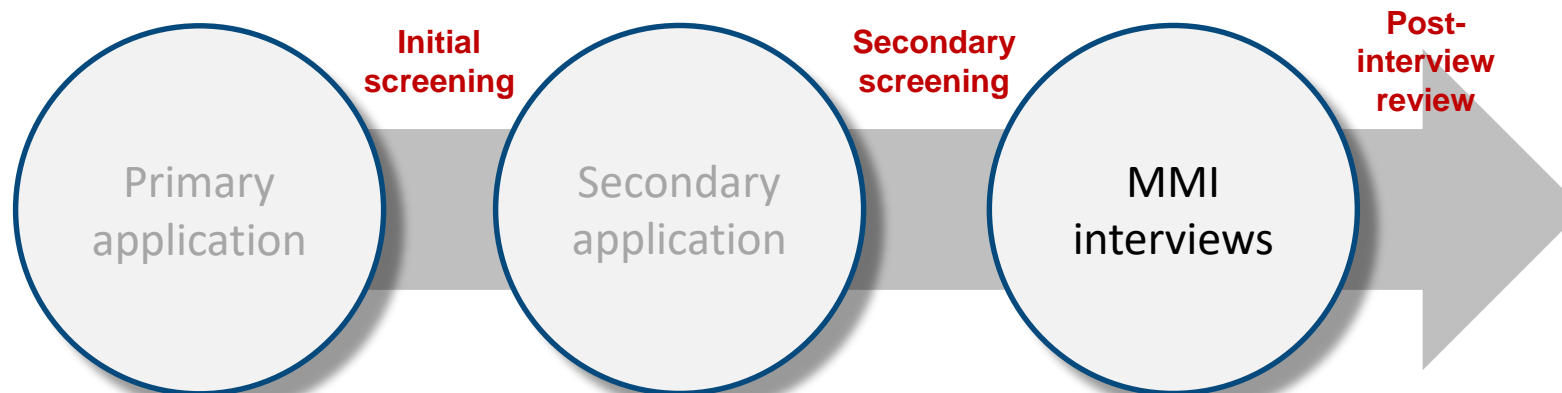 Primary
application
Initial
screening
Secondary
application
Secondary
screening
MMI
interviews
Post-
interview
review